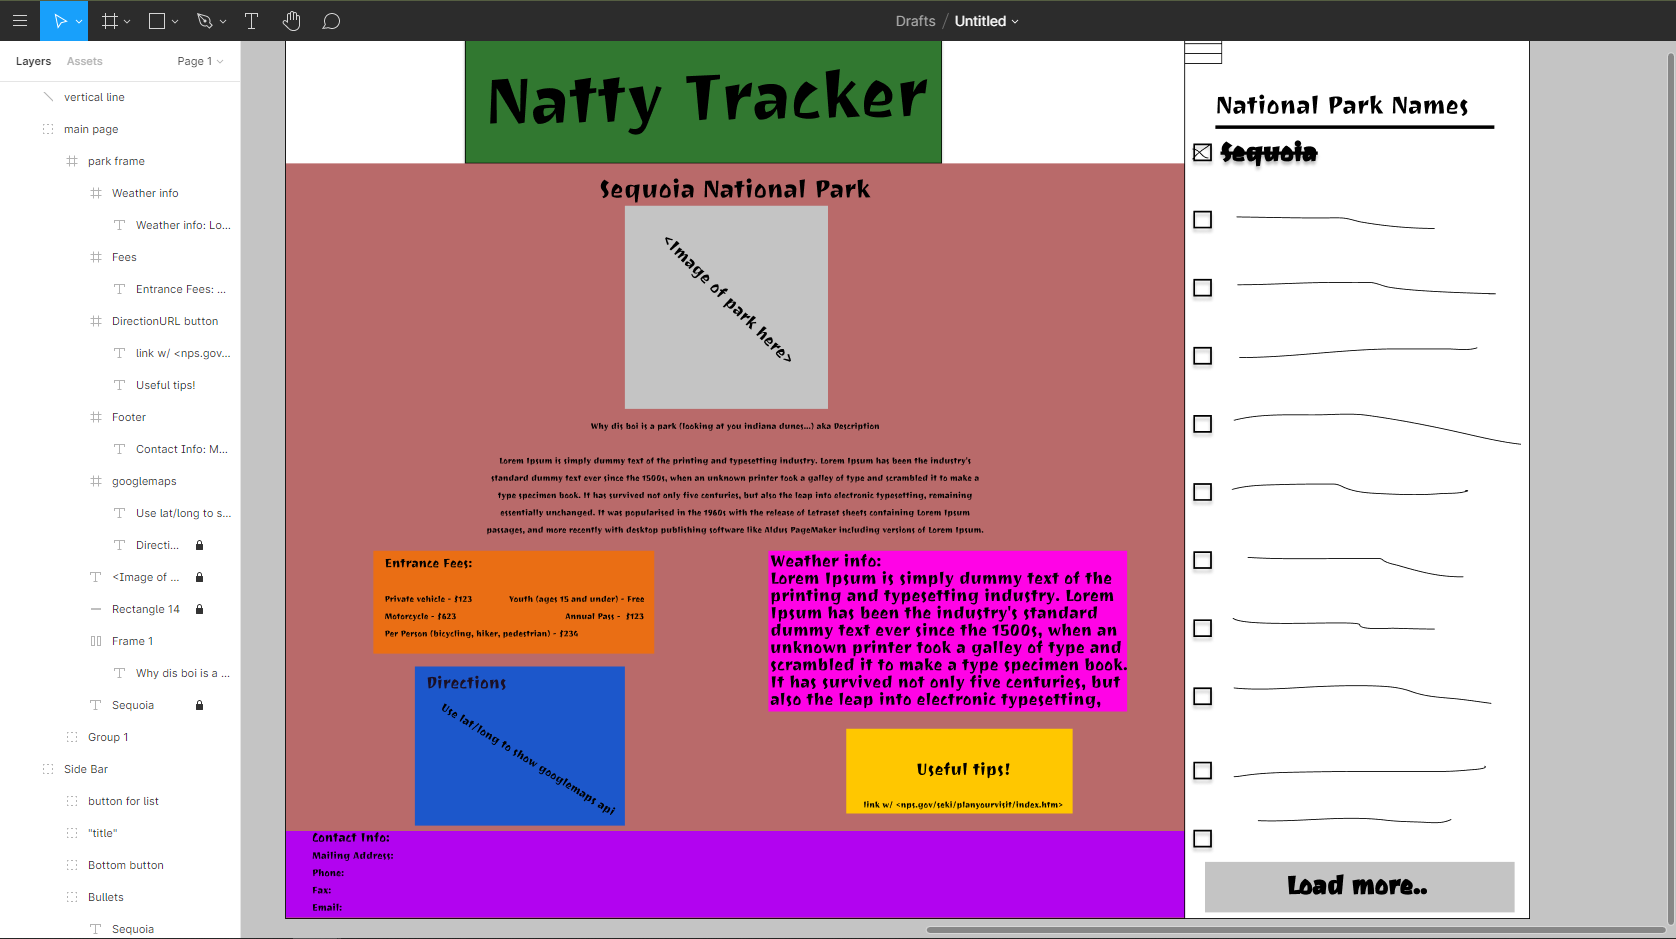 Drafts / Untitled
Layers
Assets
Page 1
vertical line
main page
park frame
Weather info
Weather info: Lo...
Fees
Entrance Fees: ...
DirectionURL button
link w/ <nps.gov...
Useful tips!
Footer
Contact Info: M...
googlemaps
Use lat/long to s...
Directi...
<Image of ...
Rectangle 14
Frame 1
Why dis boi is a ...
Sequoia
Group 1
Side Bar
button for list
"title"
Bottom button
Bullets
Sequoia
Natty Tracker
Sequoia National Park
<Image of park here>
Why dis boi is a park (looking at you indiana dunes...) aka Description
Lorem Ipsum is simply dummy text of the printing and typesetting industry. Lorem Ipsum has been the industry's
standard dummy text ever since the 1500s, when an unknown printer took a galley of type and scrambled it to make a
type specimen book. It has survived not only five centuries, but also the leap into electronic typesetting, remaining
essentially unchanged. It was popularised in the 1960s with the release of Letraset sheets containing Lorem Ipsum
passages, and more recently with desktop publishing software like Aldus PageMaker including versions of Lorem Ipsum.
Entrance Fees:
Private vehicle - $123
Youth (ages 15 and under) - Free
Motorcycle - $623
Annual Pass - $123
Per Person (bicycling, hiker, pedestrian) - $234
Directions
Use lat/long to show googlemaps api
Weather info:
Lorem Ipsum is simply dummy text of the
printing and typesetting industry. Lorem
Ipsum has been the industry's standard
dummy text ever since the 1500s, when an
unknown printer took a galley of type and
scrambled it to make a type specimen book.
It has survived not only five centuries, but
also the leap into electronic typesetting,
Useful tips!
link w/ <nps.gov/seki/planyourvisit/index.htm>
Contact Info:
Mailing Address:
Phone:
Fax:
Email:
National Park Names
Sequoia
Load more..